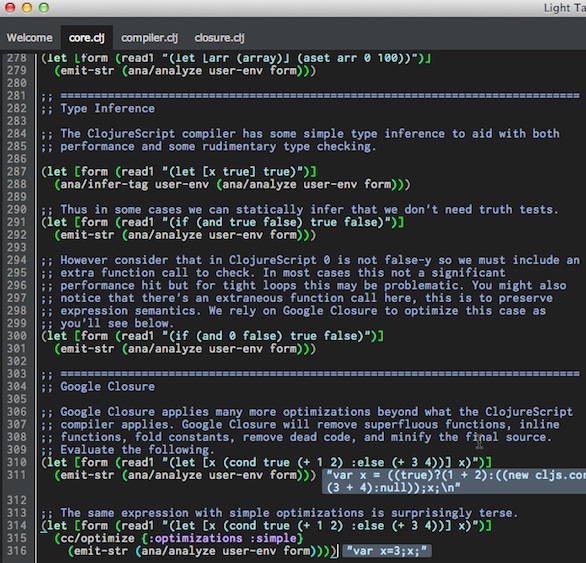 Light Ta
Welcome core.clj compiler.clj closure.clj
278 (let [form (read1 "(let [arr (array)] (aset arr 0 100))")]
279 (emit-str (ana/analyze user-env form)))
280
281 ;; =========================================================================
282 ;; Type Inference
283
284 ;; The ClojureScript compiler has some simple type inference to aid with both
285 ;; performance and some rudimentary type checking.
286
287 (let [form (read1 "(let [x true] true)")]
288 (ana/infer-tag user-env (ana/analyze user-env form)))
289
290 ;; Thus in some cases we can statically infer that we don't need truth tests.
291 (let [form (read1 "(if (and true false) true false)")]
292 (emit-str (ana/analyze user-env form)))
293
294 ;; However consider that in ClojureScript 0 is not false-y so we must include an
295 ;; extra function call to check. In most cases this not a significant
296 ;; performance hit but for tight loops this may be problematic. You might also
297 ;; notice that there's an extraneous function call here, this is to preserve
298 ;; expression semantics. We rely on Google Closure to optimize this case as
299 ;; you'll see below.
300 (let [form (read1 "(if (and 0 false) true false)")]
301 (emit-str (ana/analyze user-env form)))
302
303 ;; =========================================================================
304 ;; Google Closure
305
306 ;; Google Closure applies many more optimizations beyond what the ClojureScript
307 ;; compiler applies. Google Closure will remove superfluous functions, inline
308 ;; functions, fold constants, remove dead code, and minify the final source.
309 ;; Evaluate the following.
310 (let [form (read1 "(let [x (cond true (+ 1 2) :else (+ 3 4))] x)")]
311 (emit-str (ana/analyze user-env form))) "var x = ((true)?(1 + 2):((new cljs.cor
(3 + 4):null));x;\n"
312
313 ;; The same expression with simple optimizations is surprisingly terse.
314 (let [form (read1 "(let [x (cond true (+ 1 2) :else (+ 3 4))] x)")]
315 (cc/optimize {:optimizations :simple}
316 (emit-str (ana/analyze user-env form)))) "var x=3;x;"